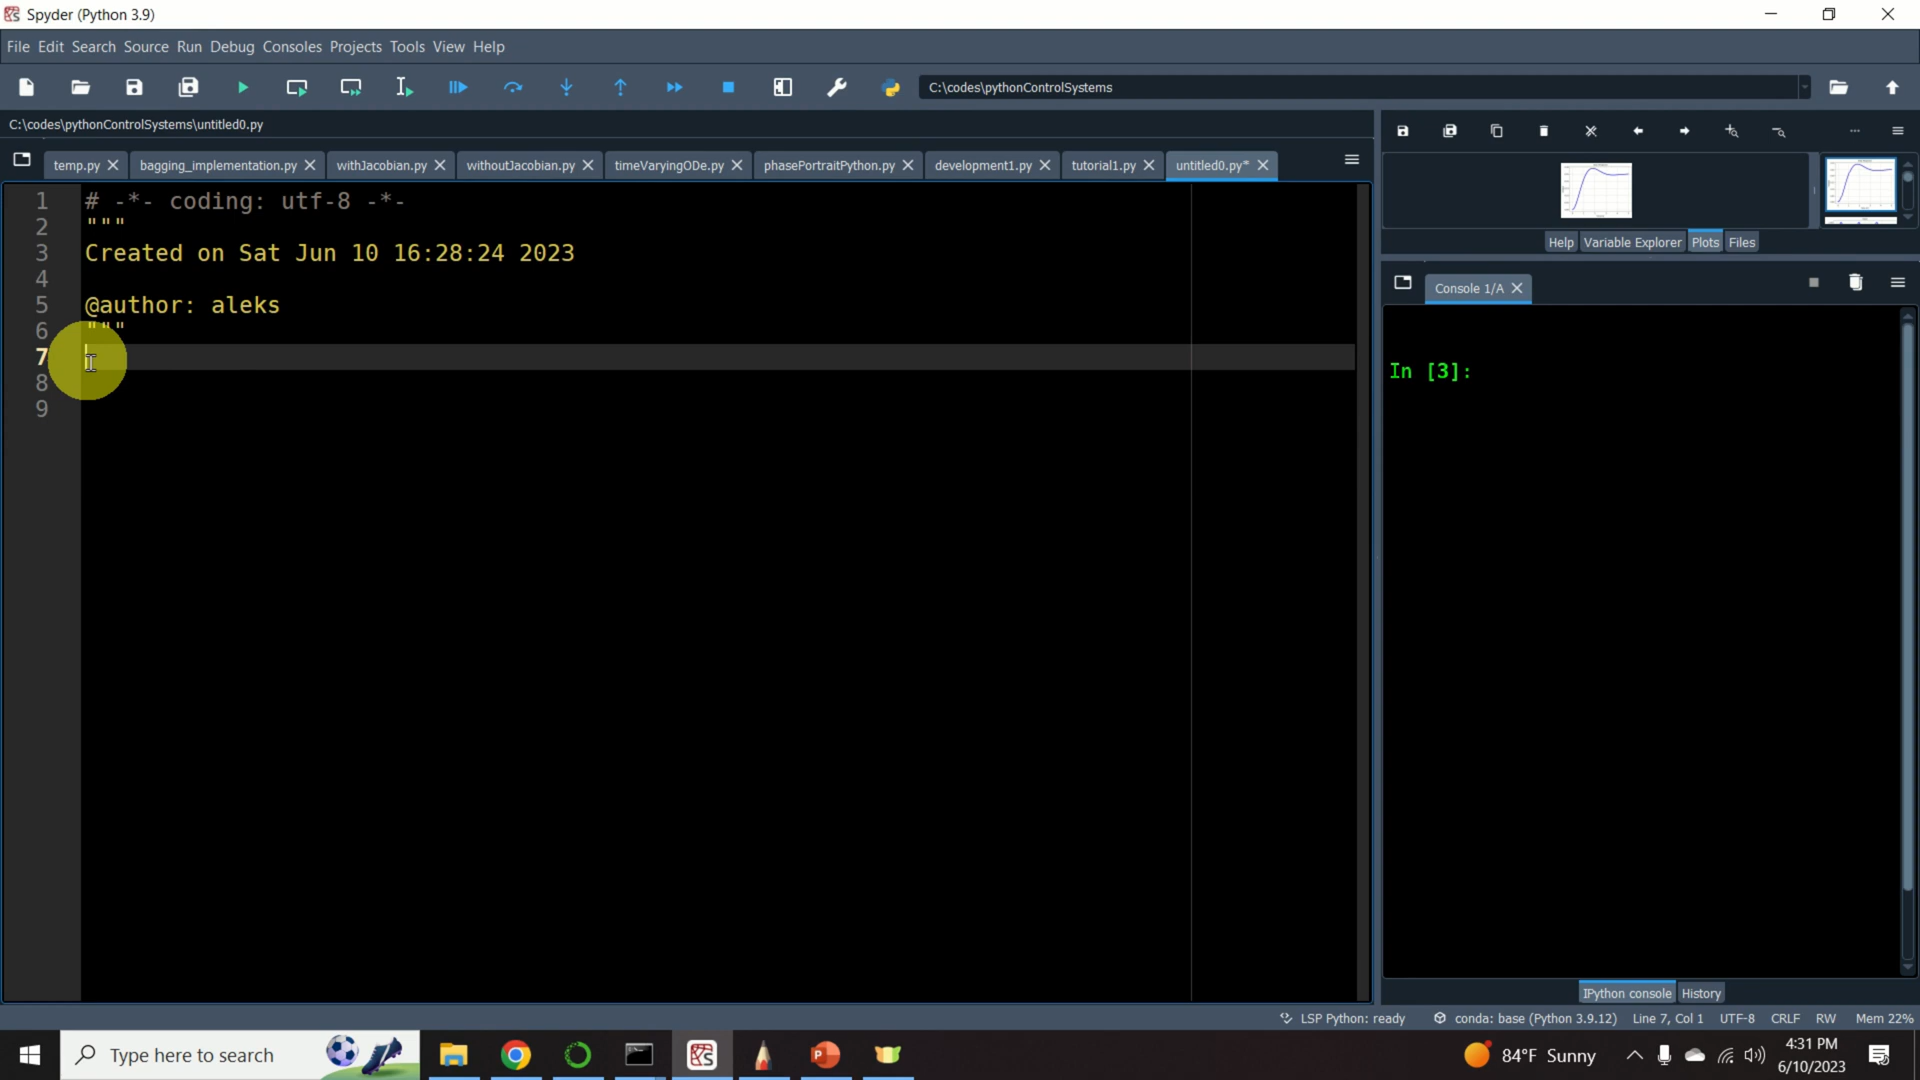 Spyder (Python 3.9)
File Edit Search Source Run Debug Consoles Projects Tools View Help
C:\codes\pythonControlSystems
C:\codes\pythonControlSystems\untitled0.py
temp.py
bagging_implementation.py
withJacobian.py
withoutJacobian.py
timeVaryingODe.py
phasePortraitPython.py
development1.py
tutorial1.py
untitled0.py*
1 # -*- coding: utf-8 -*-
2 """
3 Created on Sat Jun 10 16:28:24 2023
4
5 @author: aleks
6 """
7
8
9
Help Variable Explorer Plots Files
Console 1/A
In [3]:
IPython console History
LSP Python: ready
conda: base (Python 3.9.12)
Line 7, Col 1
UTF-8
CRLF
RW
Mem 22%
Type here to search
84°F Sunny
4:31 PM
6/10/2023